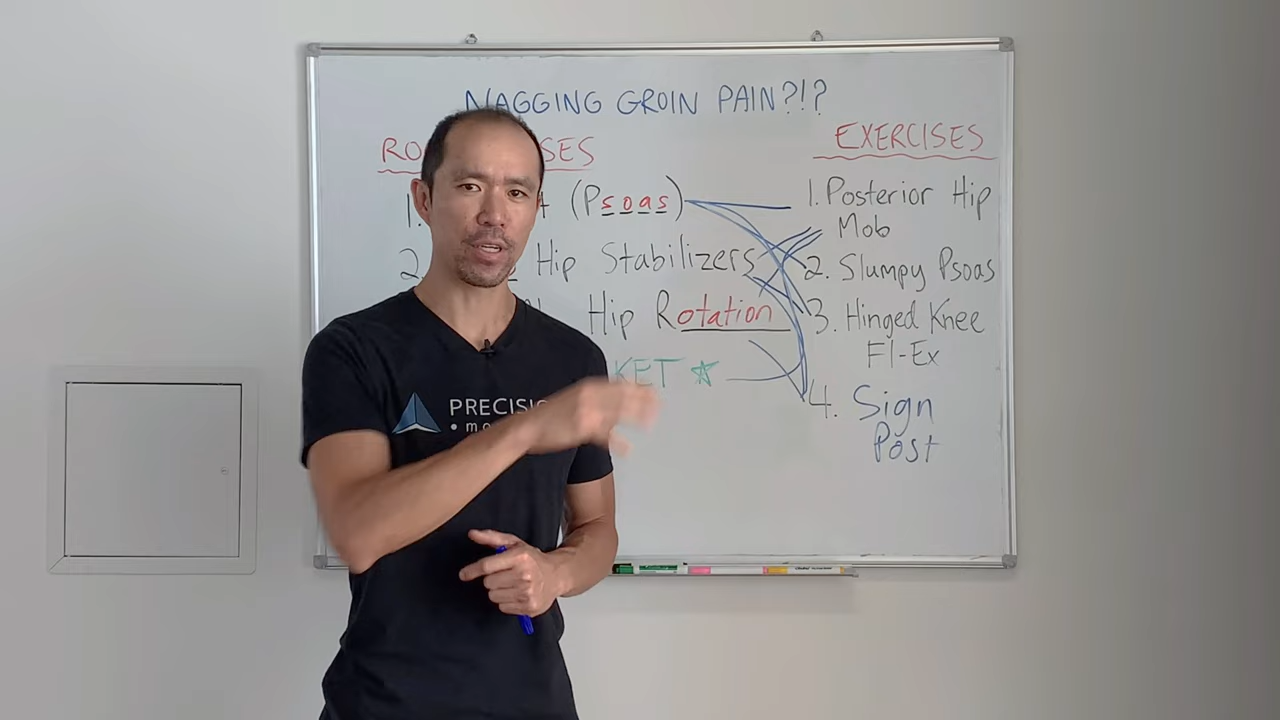 NAGGING GROIN PAIN?!?
RO SES
1. (Psoas)
2. Hip Stabilizers
Hip Rotation
KET
EXERCISES
1. Posterior Hip
Mob
2. Slumpy Psoas
3. Hinged Knee
Fl-Ex
4. Sign
Post
PRECISIO